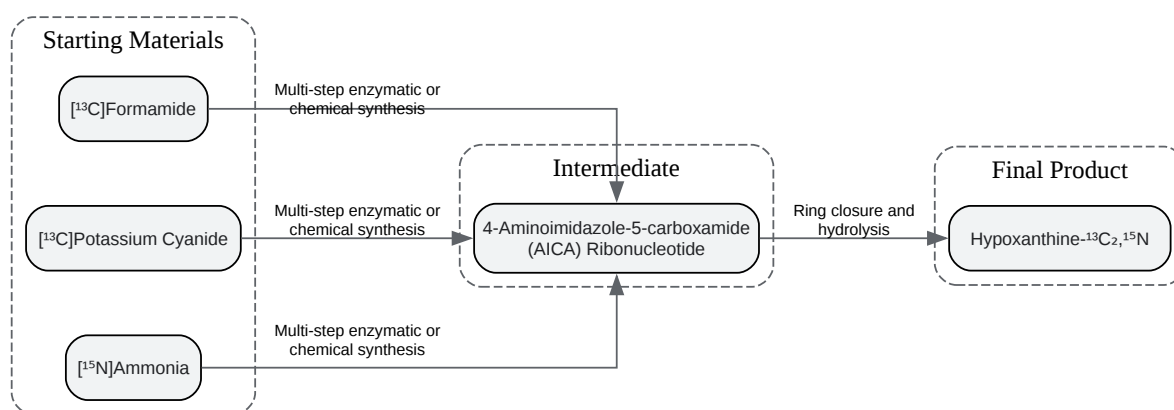 Starting Materials
[¹³C]Formamide
Multi-step enzymatic or
chemical synthesis
[¹³C]Potassium Cyanide
Multi-step enzymatic or
chemical synthesis
[¹⁵N]Ammonia
Multi-step enzymatic or
chemical synthesis
Intermediate
4-Aminoimidazole-5-carboxamide
(AICA) Ribonucleotide
Ring closure and
hydrolysis
Final Product
Hypoxanthine-¹³C₂,¹⁵N